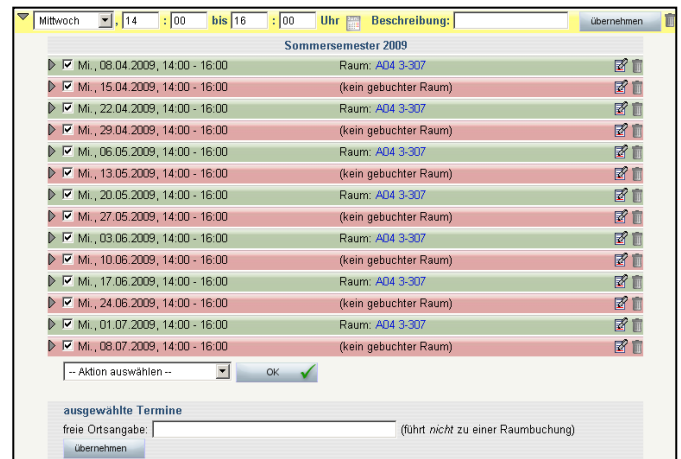 Mittwoch , 14 : 00 bis 16 : 00 Uhr Beschreibung: übernehmen
Sommersemester 2009
Mi., 08.04.2009, 14:00 - 16:00 Raum: A04 3-307
Mi., 15.04.2009, 14:00 - 16:00 (kein gebuchter Raum)
Mi., 22.04.2009, 14:00 - 16:00 Raum: A04 3-307
Mi., 29.04.2009, 14:00 - 16:00 (kein gebuchter Raum)
Mi., 06.05.2009, 14:00 - 16:00 Raum: A04 3-307
Mi., 13.05.2009, 14:00 - 16:00 (kein gebuchter Raum)
Mi., 20.05.2009, 14:00 - 16:00 Raum: A04 3-307
Mi., 27.05.2009, 14:00 - 16:00 (kein gebuchter Raum)
Mi., 03.06.2009, 14:00 - 16:00 Raum: A04 3-307
Mi., 10.06.2009, 14:00 - 16:00 (kein gebuchter Raum)
Mi., 17.06.2009, 14:00 - 16:00 Raum: A04 3-307
Mi., 24.06.2009, 14:00 - 16:00 (kein gebuchter Raum)
Mi., 01.07.2009, 14:00 - 16:00 Raum: A04 3-307
Mi., 08.07.2009, 14:00 - 16:00 (kein gebuchter Raum)
-- Aktion auswählen -- OK
ausgewählte Termine
freie Ortsangabe: (führt nicht zu einer Raumbuchung)
übernehmen